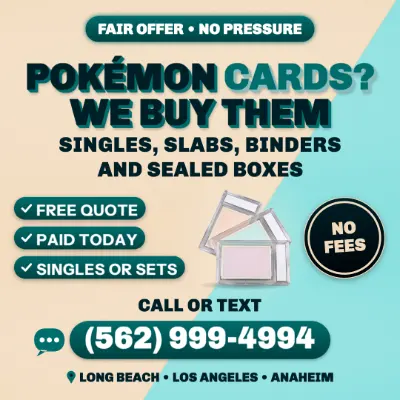 FAIR OFFER • NO PRESSURE
POKÉMON CARDS?
WE BUY THEM
SINGLES, SLABS, BINDERS
AND SEALED BOXES
FREE QUOTE
PAID TODAY
SINGLES OR SETS
NO
FEES
CALL OR TEXT
(562) 999-4994
LONG BEACH • LOS ANGELES • ANAHEIM